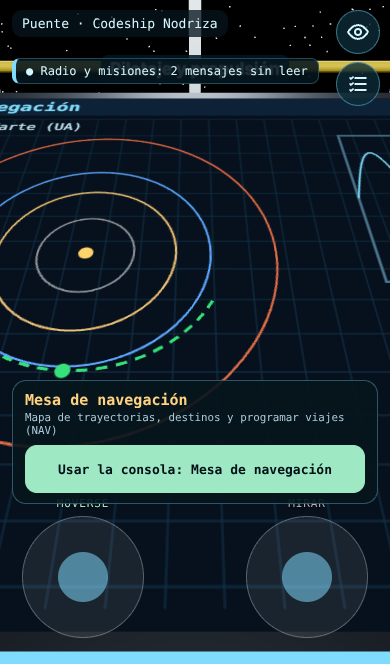 Puente · Codeship Nodriza
● Radio y misiones: 2 mensajes sin leer
egación
arte (UA)
Mesa de navegación
Mapa de trayectorias, destinos y programar viajes
(NAV)
Usar la consola: Mesa de navegación
MOVERSE
MIRAR